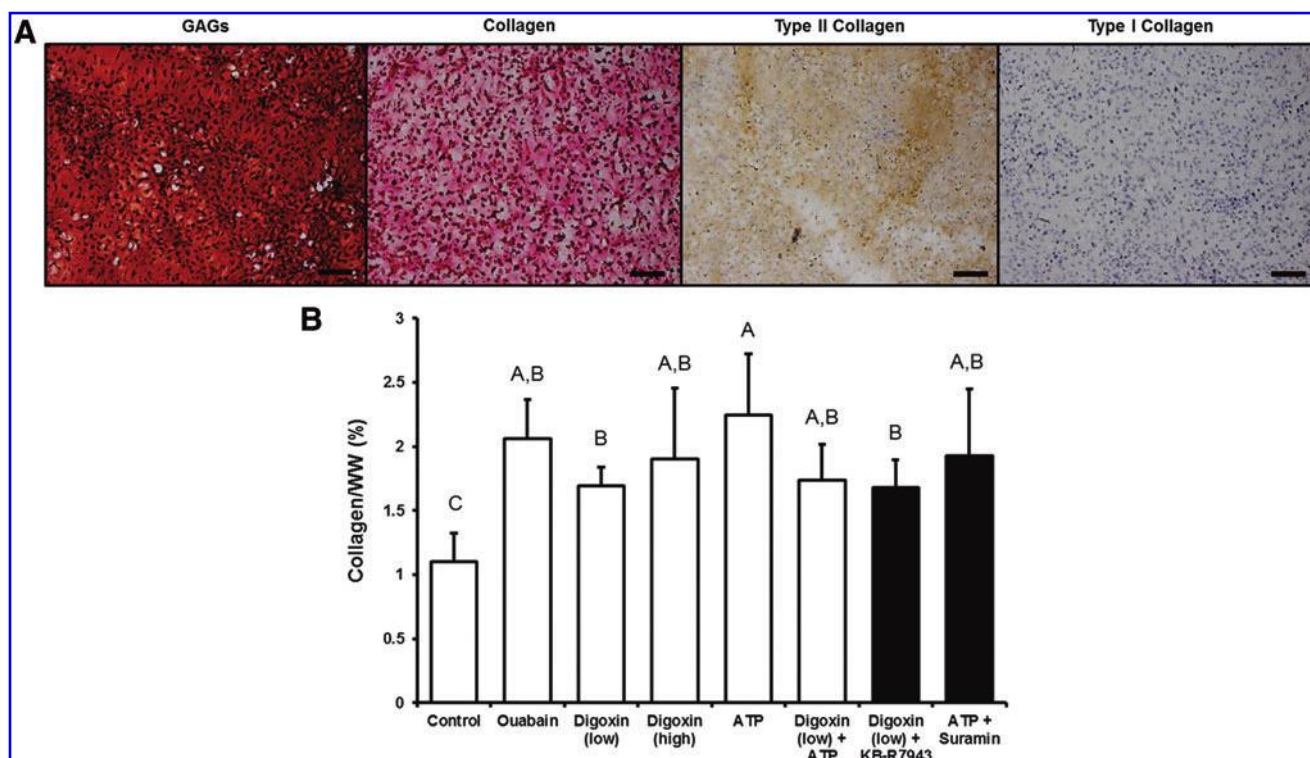 A
GAGs
Collagen
Type II Collagen
Type I Collagen
B
Collagen/WW (%)
3
2.5
2
1.5
1
0.5
0
C
A,B
B
A,B
A
A,B
B
A,B
Control
Ouabain
Digoxin
(low)
Digoxin
(high)
ATP
Digoxin
(low) +
ATP
Digoxin
(low) +
KB-R7943
ATP +
Suramin